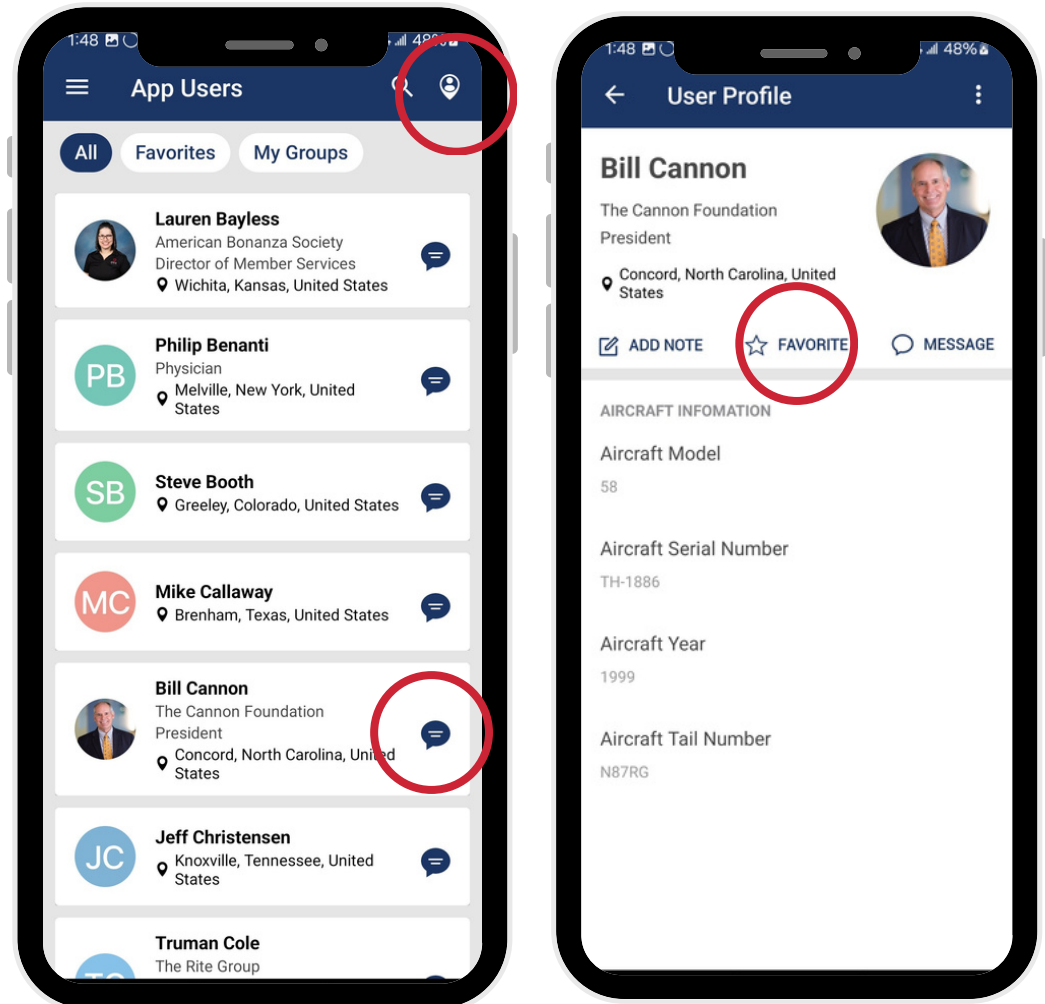 1:48
48%
App Users
All
Favorites
My Groups
Lauren Bayless
American Bonanza Society
Director of Member Services
Wichita, Kansas, United States
PB
Philip Benanti
Physician
Melville, New York, United
States
SB
Steve Booth
Greeley, Colorado, United States
MC
Mike Callaway
Brenham, Texas, United States
Bill Cannon
The Cannon Foundation
President
Concord, North Carolina, United
States
JC
Jeff Christensen
Knoxville, Tennessee, United
States
TC
Truman Cole
The Rite Group
1:48
48%
User Profile
Bill Cannon
The Cannon Foundation
President
Concord, North Carolina, United
States
ADD NOTE
FAVORITE
MESSAGE
AIRCRAFT INFOMATION
Aircraft Model
58
Aircraft Serial Number
TH-1886
Aircraft Year
1999
Aircraft Tail Number
N87RG